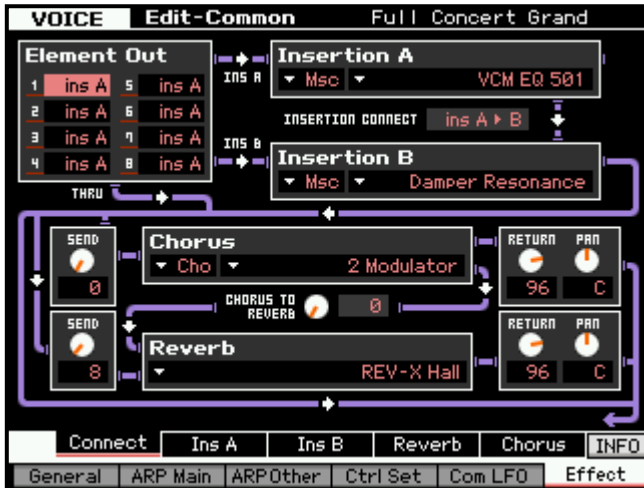 VOICE Edit-Common Full Concert Grand
Element Out
1 ins A 5 ins A
2 ins A 6 ins A
3 ins A 7 ins A
4 ins A 8 ins A
THRU
INS A
INS B
Insertion A
Msc VCM EQ 501
INSERTION CONNECT ins A ▸ B
Insertion B
Msc Damper Resonance
SEND
0
Chorus
Cho 2 Modulator
RETURN PAN
96 C
CHORUS TO
REVERB 0
SEND
8
Reverb
REV-X Hall
RETURN PAN
96 C
Connect Ins A Ins B Reverb Chorus INFO
General ARP Main ARP Other Ctrl Set Com LFO Effect